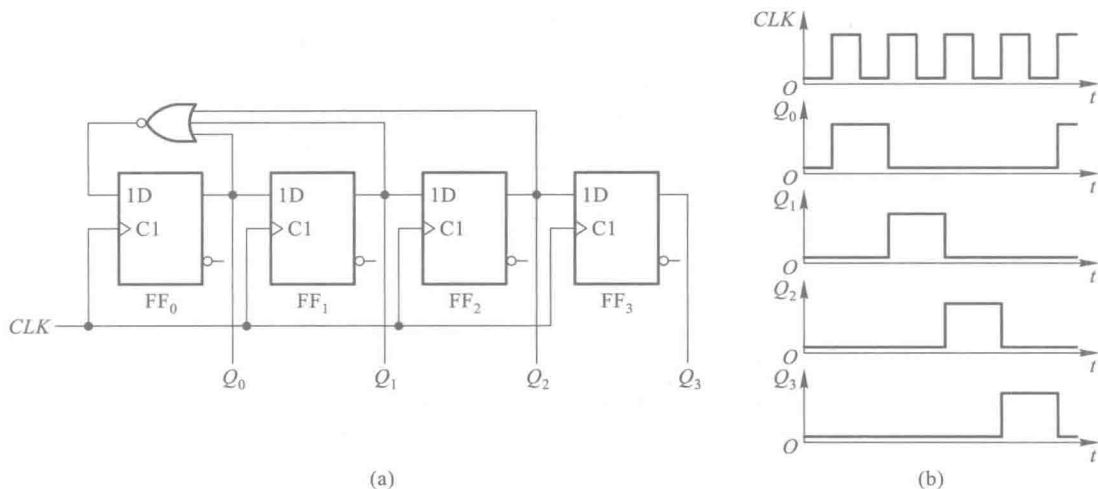 1D
C1
FF₀
1D
C1
FF₁
1D
C1
FF₂
1D
C1
FF₃
CLK
Q₀
Q₁
Q₂
Q₃
(a)
CLK
O
t
Q₀
O
t
Q₁
O
t
Q₂
O
t
Q₃
O
t
(b)